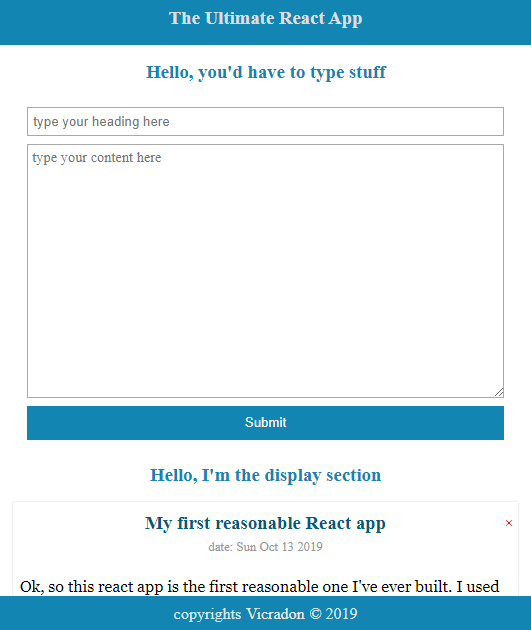 The Ultimate React App
Hello, you'd have to type stuff
type your heading here
type your content here
Submit
Hello, I'm the display section
My first reasonable React app
×
date: Sun Oct 13 2019
Ok, so this react app is the first reasonable one I've ever built. I used
copyrights Vicradon © 2019